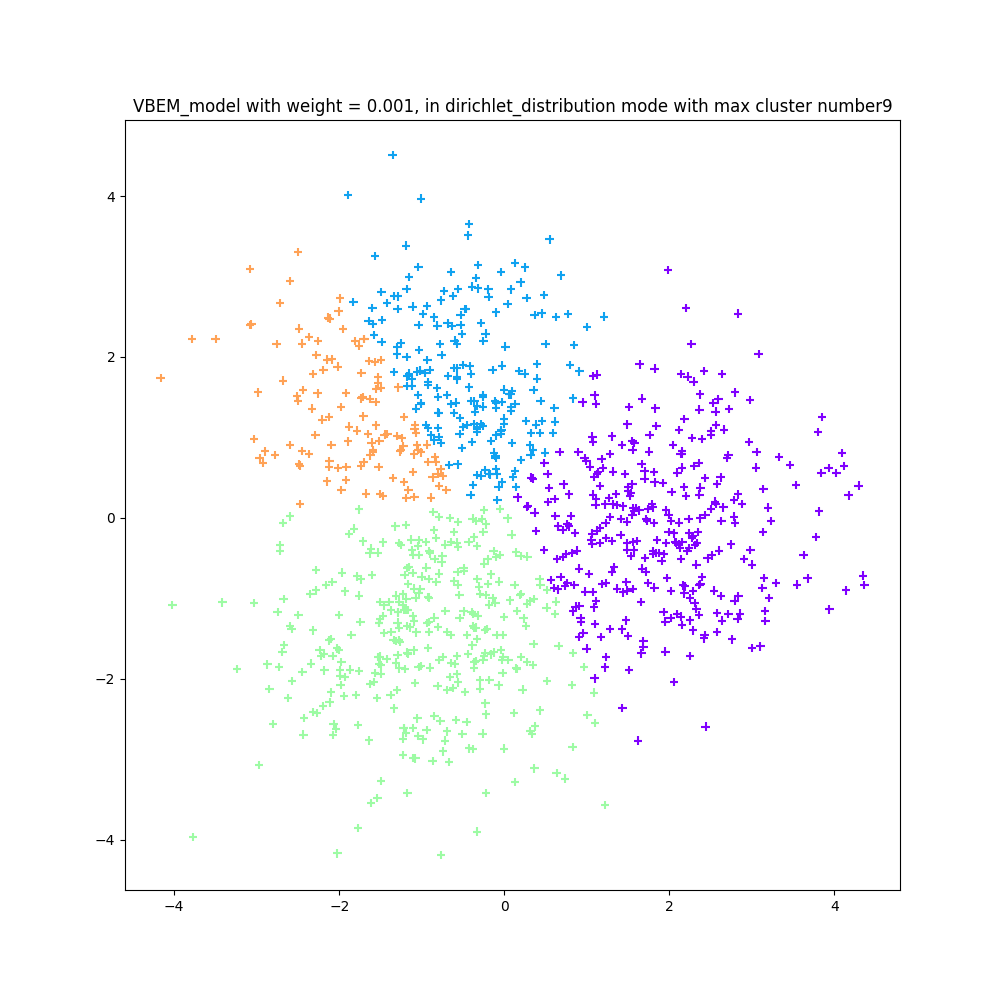 VBEM_model with weight = 0.001, in dirichlet_distribution mode with max cluster number9
4
2
0
−2
−4
−4 −2 0 2 4